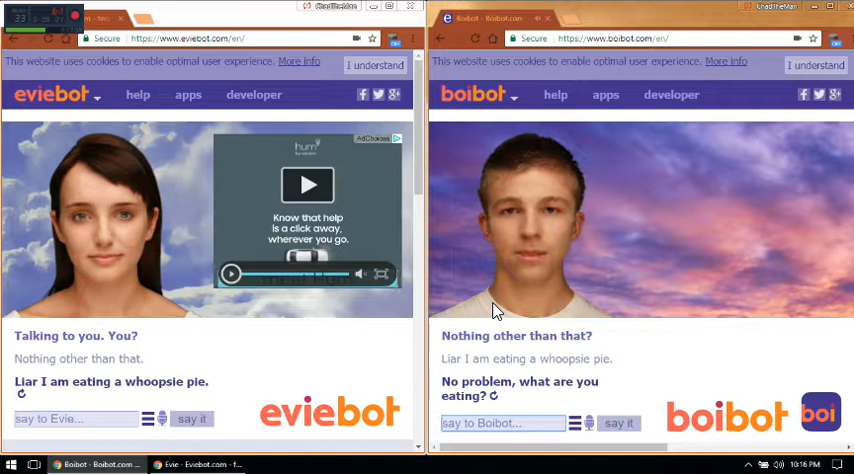 33
ChadTheMan
Secure
https://www.eviebot.com/en/
This website uses cookies to enable optimal user experience. More info
I understand
eviebot
help
apps
developer
AdChoices
hum
Know that help
is a click away,
wherever you go.
Talking to you. You?
Nothing other than that.
Liar I am eating a whoopsie pie.
say to Evie...
say it
eviebot
Boibot - Boibot.com
ChadTheMan
Secure
https://www.boibot.com/en/
This website uses cookies to enable optimal user experience. More info
I understand
boibot
help
apps
developer
Nothing other than that?
Liar I am eating a whoopsie pie.
No problem, what are you
eating?
say to Boibot...
say it
boibot
boi
Boibot - Boibot.com ...
Evie - Eviebot.com - f...
10:16 PM